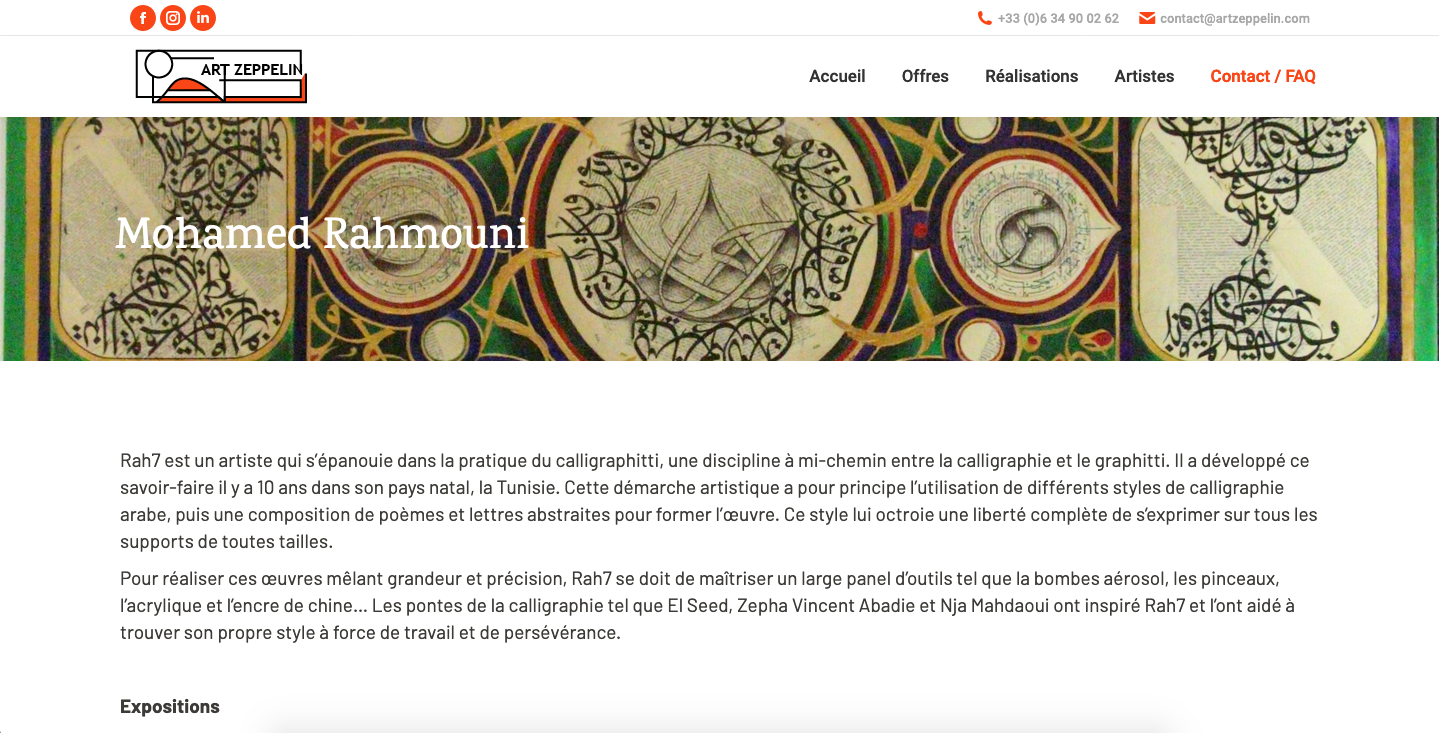 +33 (0)6 34 90 02 62 contact@artzeppelin.com
ART ZEPPELIN
Accueil Offres Réalisations Artistes Contact / FAQ
Mohamed Rahmouni
Rah7 est un artiste qui s’épanouie dans la pratique du calligraphitti, une discipline à mi-chemin entre la calligraphie et le graphitti. Il a développé ce
savoir-faire il y a 10 ans dans son pays natal, la Tunisie. Cette démarche artistique a pour principe l’utilisation de différents styles de calligraphie
arabe, puis une composition de poèmes et lettres abstraites pour former l’œuvre. Ce style lui octroie une liberté complète de s’exprimer sur tous les
supports de toutes tailles.
Pour réaliser ces œuvres mêlant grandeur et précision, Rah7 se doit de maîtriser un large panel d’outils tel que la bombes aérosol, les pinceaux,
l’acrylique et l’encre de chine… Les pontes de la calligraphie tel que El Seed, Zepha Vincent Abadie et Nja Mahdaoui ont inspiré Rah7 et l’ont aidé à
trouver son propre style à force de travail et de persévérance.
Expositions